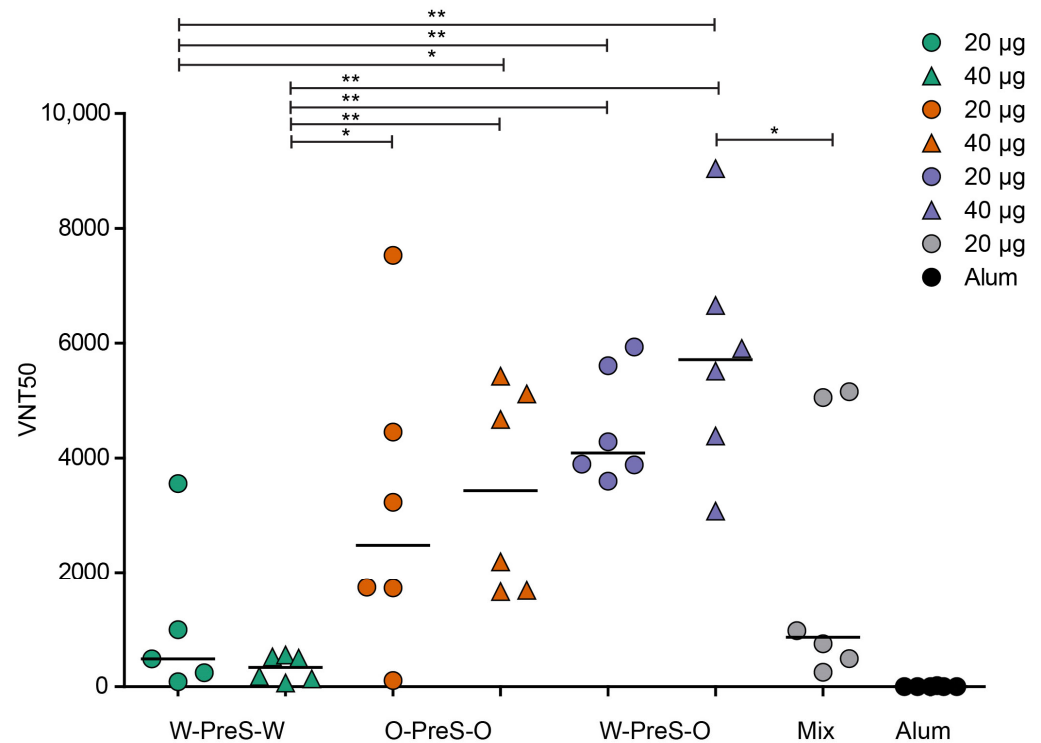 **
**
*
**
**
**
*
*
20 µg
40 µg
20 µg
40 µg
20 µg
40 µg
20 µg
Alum
VNT50
10,000
8000
6000
4000
2000
0
W-PreS-W O-PreS-O W-PreS-O Mix Alum